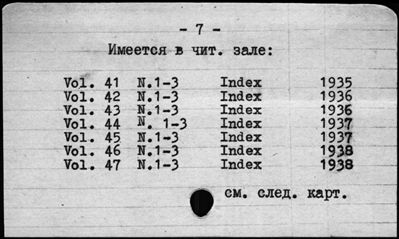 - 7 -
Имеется в чит. зале:
Vol. 41 N.1-3 Index 1935
Vol. 42 N.1-3 Index 1936
Vol. 43 N.1-3 Index 1936
Vol. 44 N. 1-3 Index 1937
Vol. 45 N.1-3 Index 1937
Vol. 46 N.1-3 Index 1938
Vol. 47 N.1-3 Index 1938
см. след. карт.